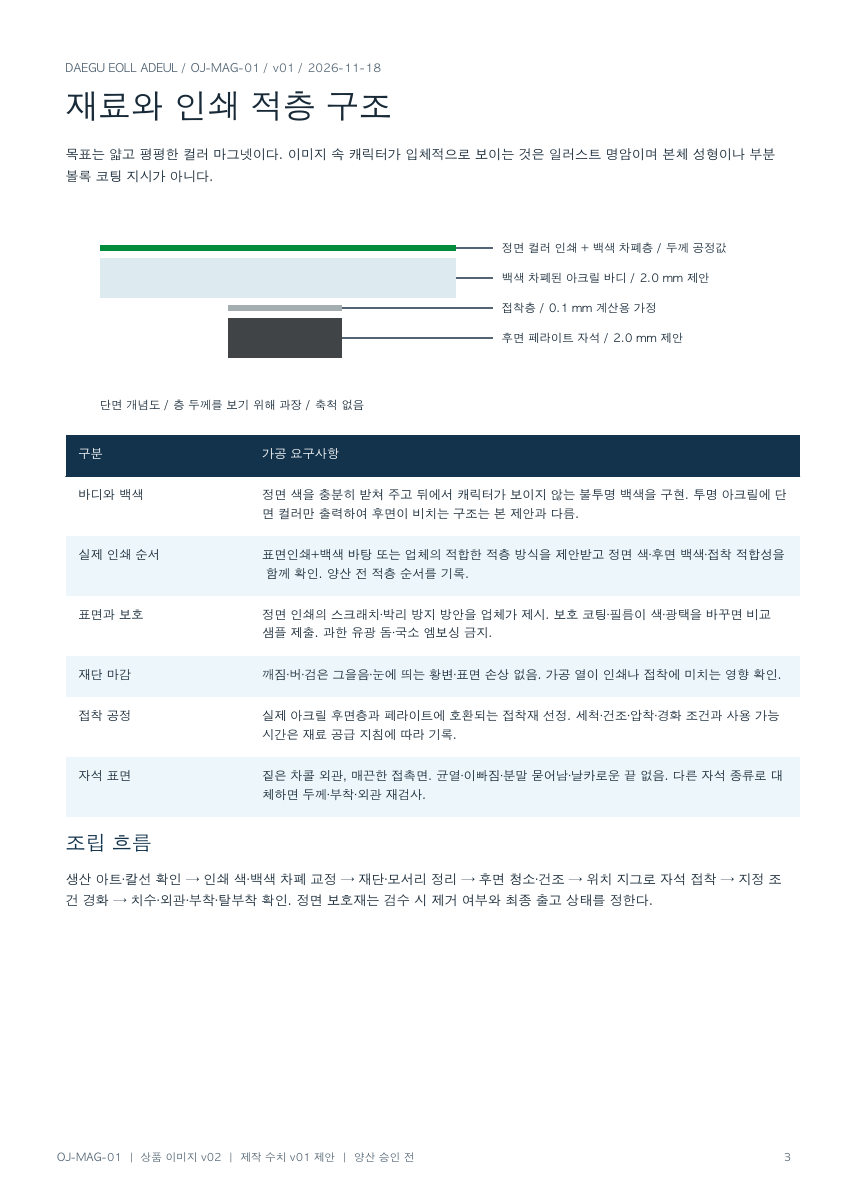 DAEGU EOLL ADEUL / OJ-MAG-01 / v01 / 2026-11-18
재료와 인쇄 적층 구조
목표는 얇고 평평한 컬러 마그넷이다. 이미지 속 캐릭터가 입체적으로 보이는 것은 일러스트 명암이며 본체 성형이나 부분
볼록 코팅 지시가 아니다.
정면 컬러 인쇄 + 백색 차폐층 / 두께 공정값
백색 차폐된 아크릴 바디 / 2.0 mm 제안
접착층 / 0.1 mm 계산용 가정
후면 페라이트 자석 / 2.0 mm 제안
단면 개념도 / 층 두께를 보기 위해 과장 / 축척 없음
구분 가공 요구사항
바디와 백색 정면 색을 충분히 받쳐 주고 뒤에서 캐릭터가 보이지 않는 불투명 백색을 구현. 투명 아크릴에 단
면 컬러만 출력하여 후면이 비치는 구조는 본 제안과 다름.
실제 인쇄 순서 표면인쇄+백색 바탕 또는 업체의 적합한 적층 방식을 제안받고 정면 색·후면 백색·접착 적합성을
함께 확인. 양산 전 적층 순서를 기록.
표면과 보호 정면 인쇄의 스크래치·박리 방지 방안을 업체가 제시. 보호 코팅·필름이 색·광택을 바꾸면 비교
샘플 제출. 과한 유광 돔·국소 엠보싱 금지.
재단 마감 깨짐·버·검은 그을음·눈에 띄는 황변·표면 손상 없음. 가공 열이 인쇄나 접착에 미치는 영향 확인.
접착 공정 실제 아크릴 후면층과 페라이트에 호환되는 접착재 선정. 세척·건조·압착·경화 조건과 사용 가능
시간은 재료 공급 지침에 따라 기록.
자석 표면 짙은 차콜 외관, 매끈한 접촉면. 균열·이빠짐·분말 묻어남·날카로운 끝 없음. 다른 자석 종류로 대
체하면 두께·부착·외관 재검사.
조립 흐름
생산 아트·칼선 확인 → 인쇄 색·백색 차폐 교정 → 재단·모서리 정리 → 후면 청소·건조 → 위치 지그로 자석 접착 → 지정 조
건 경화 → 치수·외관·부착·탈부착 확인. 정면 보호재는 검수 시 제거 여부와 최종 출고 상태를 정한다.
OJ-MAG-01 | 상품 이미지 v02 | 제작 수치 v01 제안 | 양산 승인 전 3